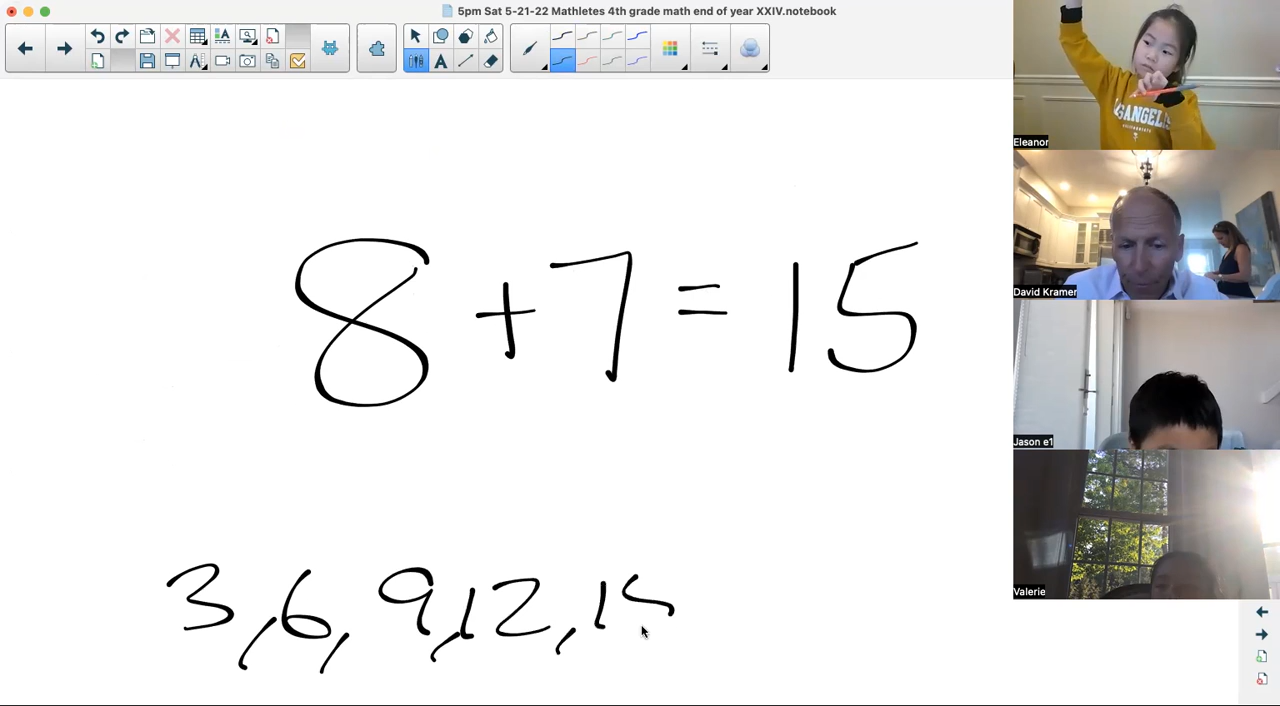 5pm Sat 5-21-22 Mathletes 4th grade math end of year XXIV.notebook
8 + 7 = 15
3, 6, 9, 12, 15
Eleanor
David Kramer
Jason e1
Valerie